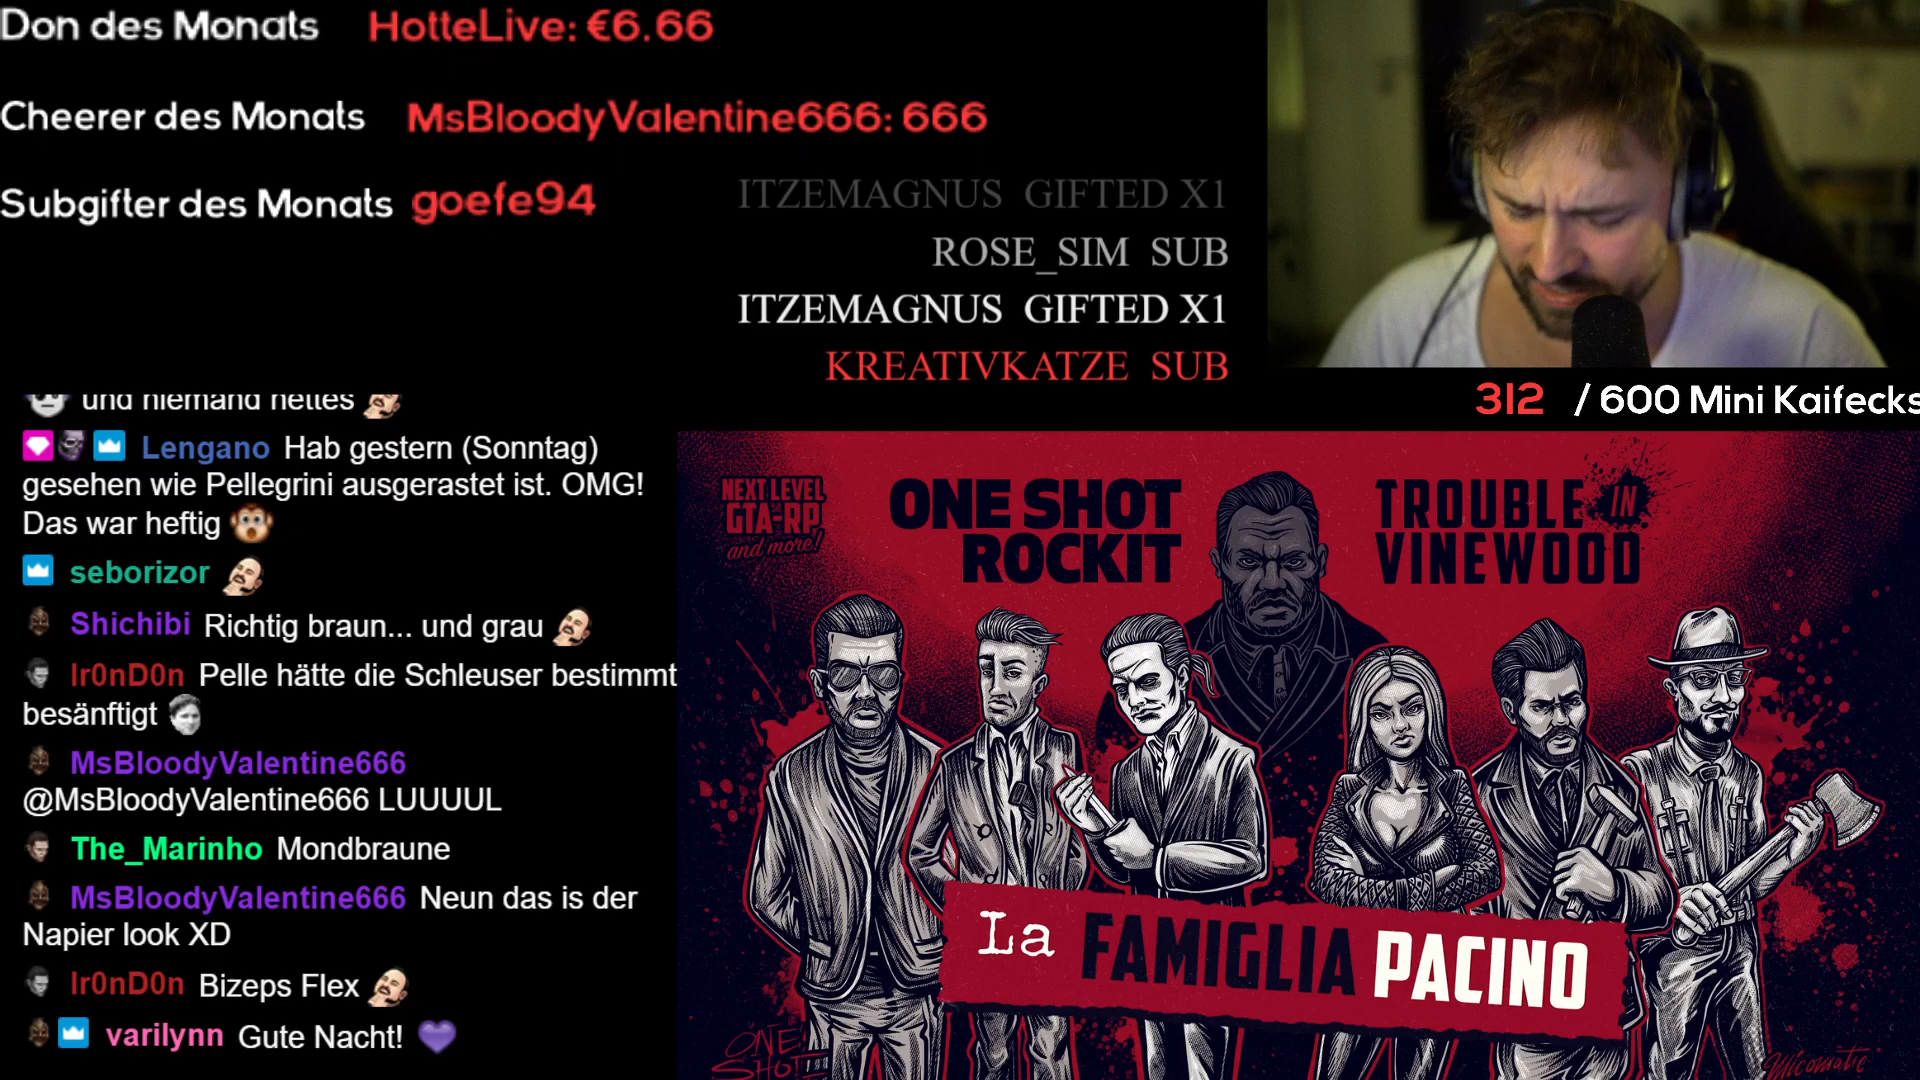 Don des Monats HotteLive: €6.66
Cheerer des Monats MsBloodyValentine666: 666
Subgifter des Monats goefe94
ITZEMAGNUS GIFTED X1
ROSE_SIM SUB
ITZEMAGNUS GIFTED X1
KREATIVKATZE SUB
312 / 600 Mini Kaifecks
und niemand nettes
Lengano Hab gestern (Sonntag)
gesehen wie Pellegrini ausgerastet ist. OMG!
Das war heftig
seborizor
Shichibi Richtig braun... und grau
Ir0nD0n Pelle hätte die Schleuser bestimmt
besänftigt
MsBloodyValentine666
@MsBloodyValentine666 LUUUUL
The_Marinho Mondbraune
MsBloodyValentine666 Neun das is der
Napier look XD
Ir0nD0n Bizeps Flex
varilynn Gute Nacht!
NEXT LEVEL
GTA-RP
and more!
ONE SHOT
ROCKIT
TROUBLE IN
VINEWOOD
La FAMIGLIA PACINO
ONE
SHOT
Micomatic